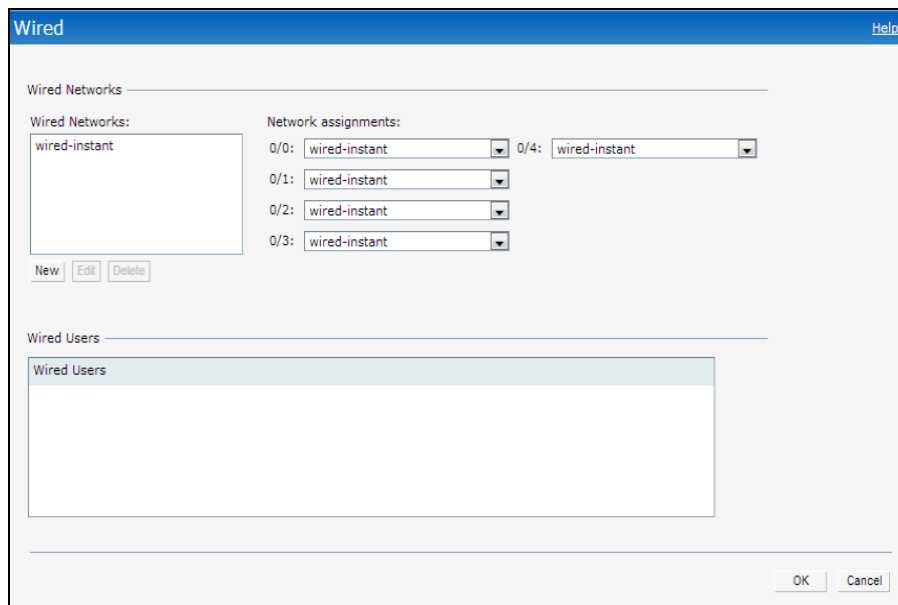 Wired Help
Wired Networks
Wired Networks: Network assignments:
wired-instant
0/0: wired-instant 0/4: wired-instant
0/1: wired-instant
0/2: wired-instant
0/3: wired-instant
New Edit Delete
Wired Users
Wired Users
OK Cancel